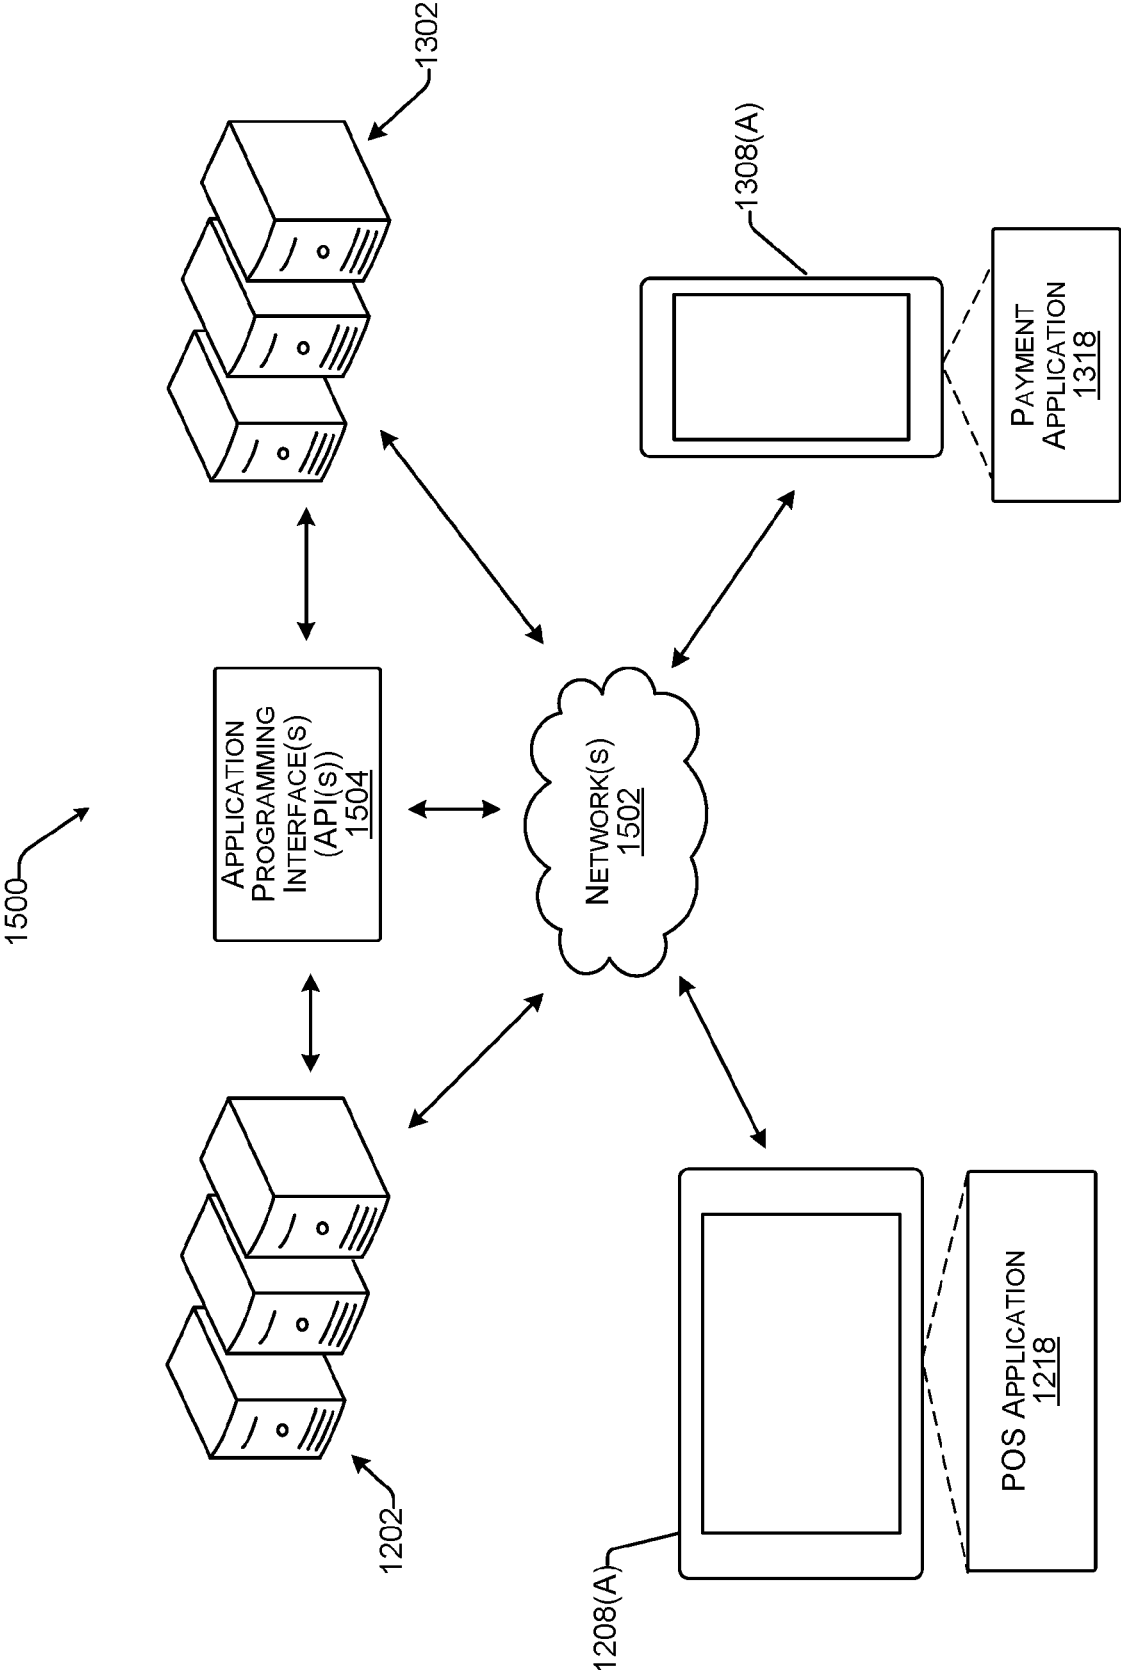 1500
1202
APPLICATION
PROGRAMMING
INTERFACE(S)
(API(S))
1504
1302
NETWORK(S)
1502
1208(A)
1308(A)
POS APPLICATION
1218
PAYMENT
APPLICATION
1318